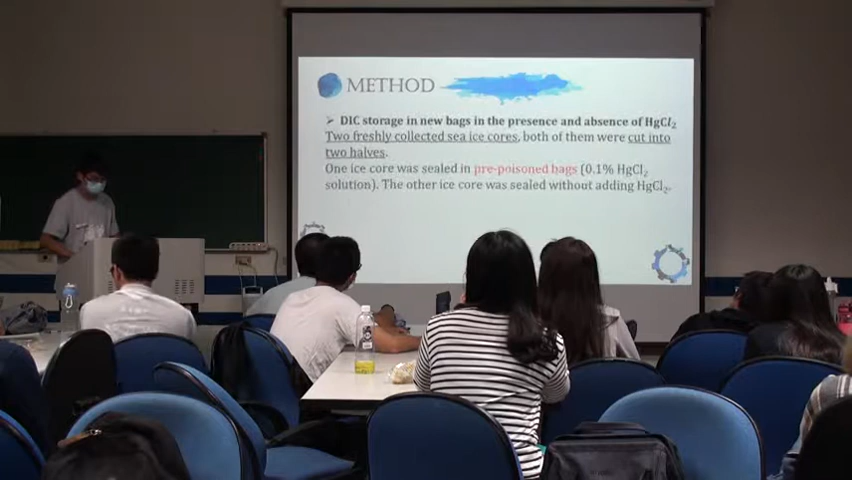 METHOD
➢ DIC storage in new bags in the presence and absence of HgCl₂
Two freshly collected sea ice cores, both of them were cut into
two halves.
One ice core was sealed in pre-poisoned bags (0.1% HgCl₂
solution). The other ice core was sealed without adding HgCl₂.